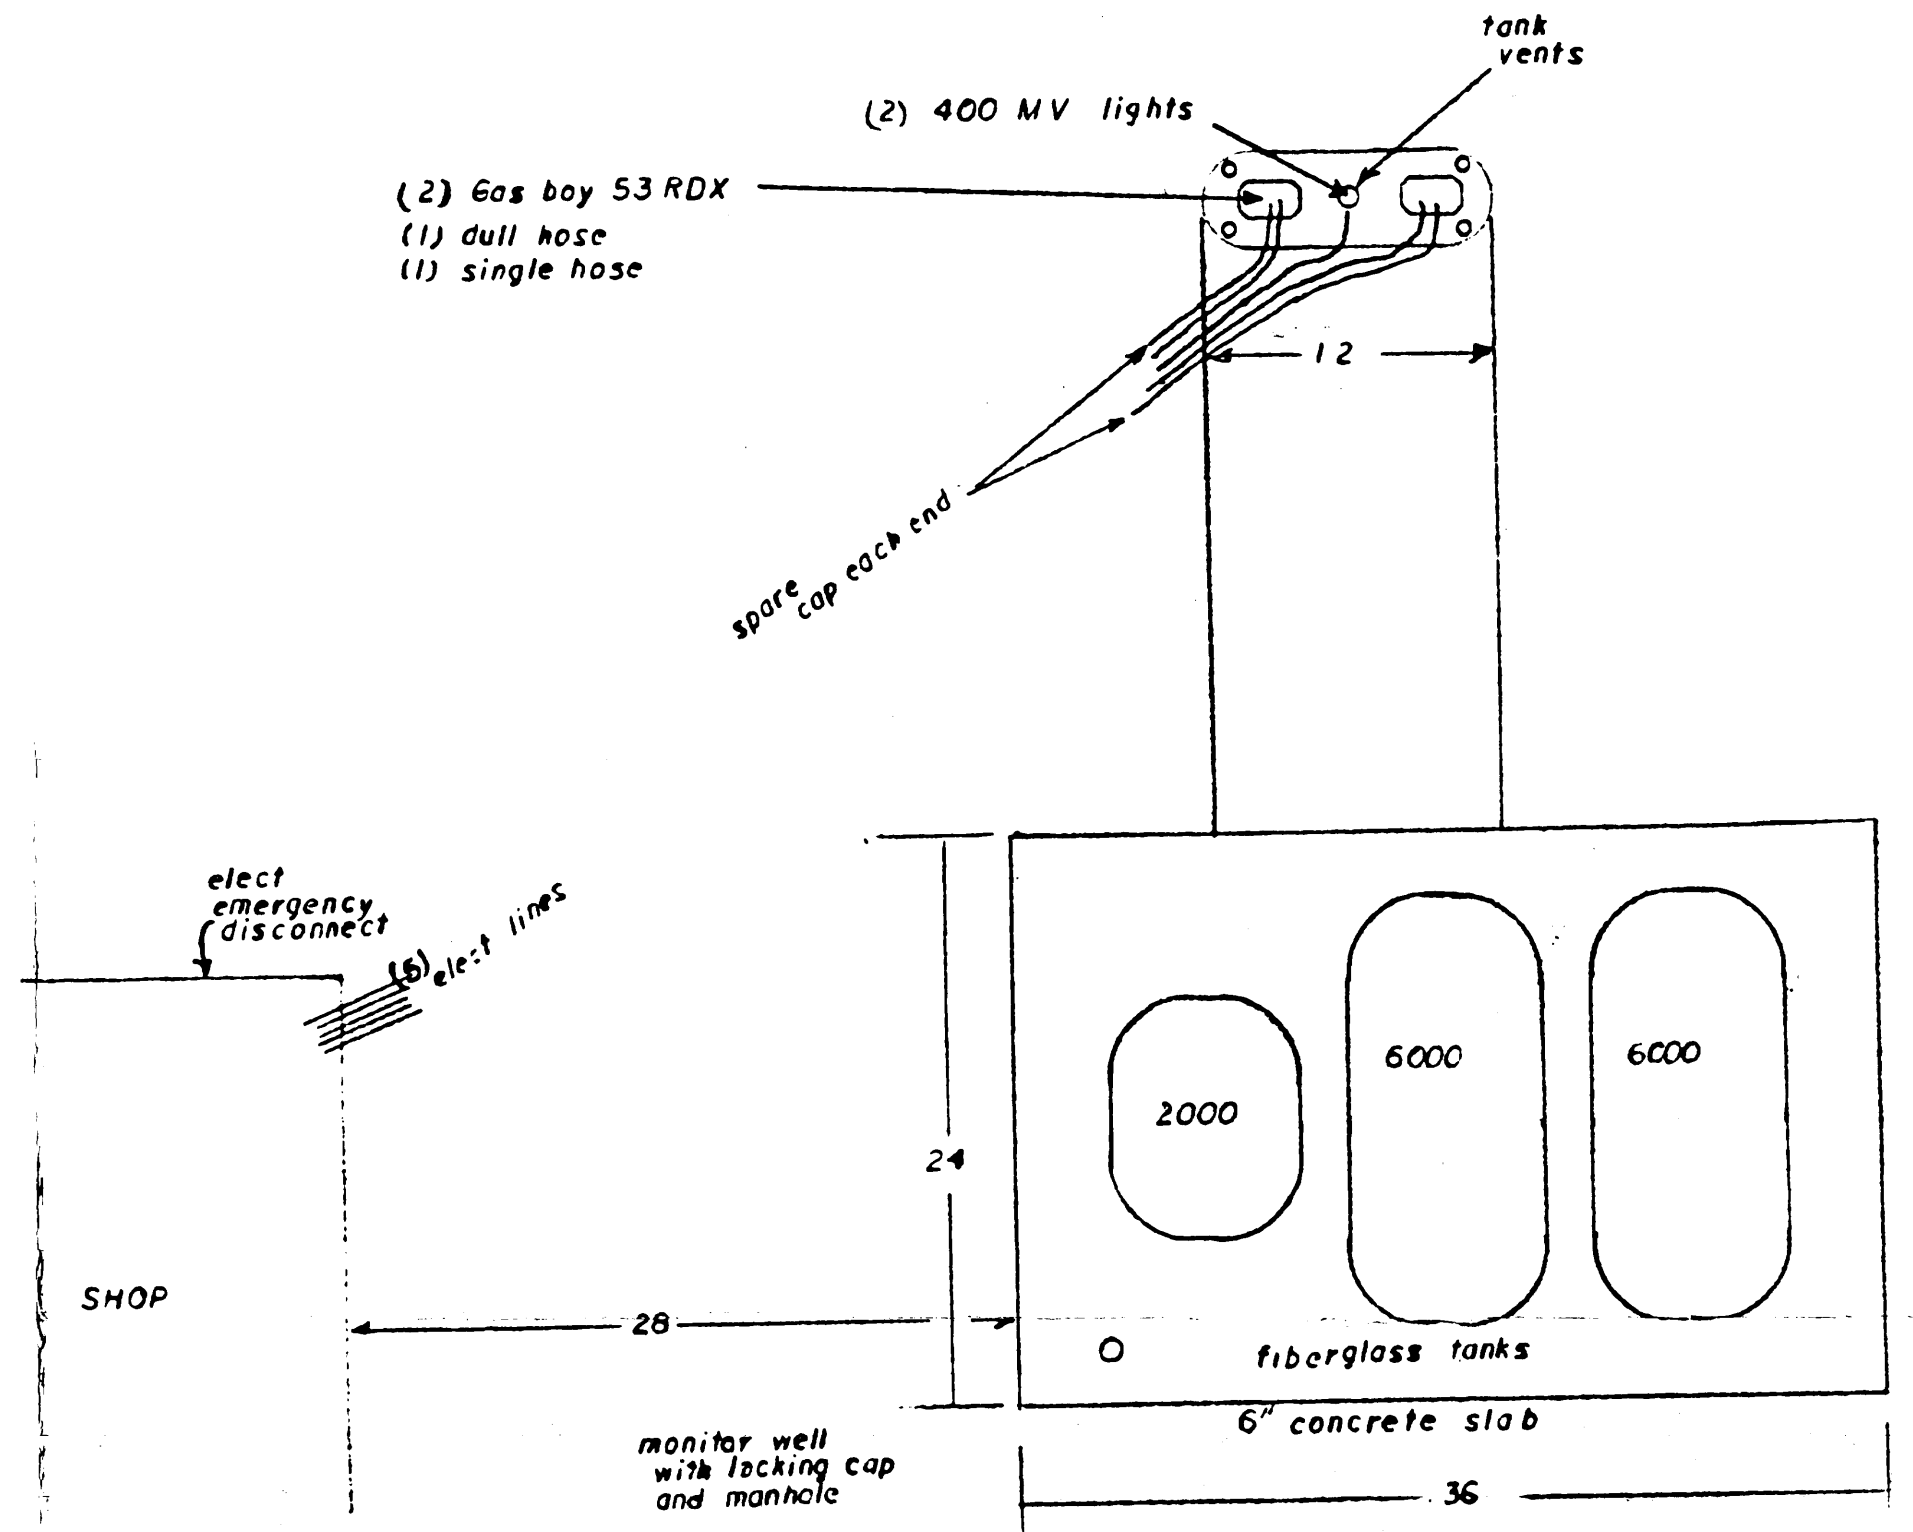 tank
vents
(2) 400 MV lights
(2) Gas boy 53 RDX
(1) dull hose
(1) single hose
12
spare
cap each end
elect
emergency
disconnect
(5) elect lines
6000
6000
2000
24
SHOP
28
fiberglass tanks
6" concrete slab
monitor well
with locking cap
and manhole
36